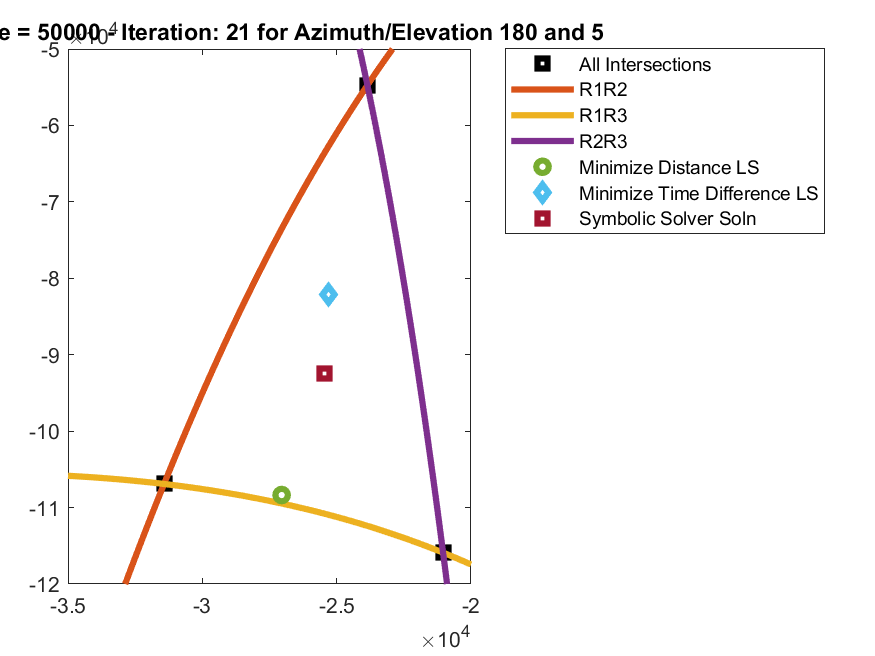 e = 50000- Iteration: 21 for Azimuth/Elevation 180 and 5
×10⁴
-5
-6
-7
-8
-9
-10
-11
-12
-3.5 -3 -2.5 -2
×10⁴
All Intersections
R1R2
R1R3
R2R3
Minimize Distance LS
Minimize Time Difference LS
Symbolic Solver Soln